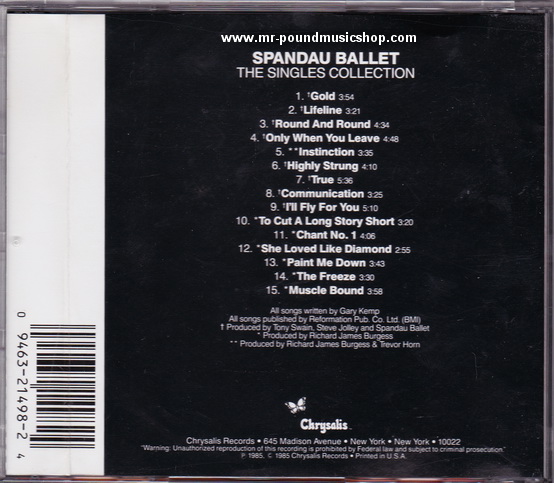 www.mr-poundmusicshop.com
SPANDAU BALLET
THE SINGLES COLLECTION
1. †Gold 3:54
2. †Lifeline 3:21
3. †Round And Round 4:34
4. †Only When You Leave 4:48
5. **Instinction 3:35
6. †Highly Strung 4:10
7. †True 5:36
8. †Communication 3:25
9. †I'll Fly For You 5:10
10. *To Cut A Long Story Short 3:20
11. *Chant No. 1 4:06
12. *She Loved Like Diamond 2:55
13. *Paint Me Down 3:43
14. *The Freeze 3:30
15. *Muscle Bound 3:58
All songs written by Gary Kemp
All songs published by Reformation Pub. Co. Ltd. (BMI)
† Produced by Tony Swain, Steve Jolley and Spandau Ballet
* Produced by Richard James Burgess
** Produced by Richard James Burgess & Trevor Horn
Chrysalis
Chrysalis Records • 645 Madison Avenue • New York • New York • 10022
"Warning: Unauthorized reproduction of this recording is prohibited by Federal law and subject to criminal prosecution."
℗ 1985, © 1985 Chrysalis Records • Printed in U.S.A.
0 9463-21498-2 4